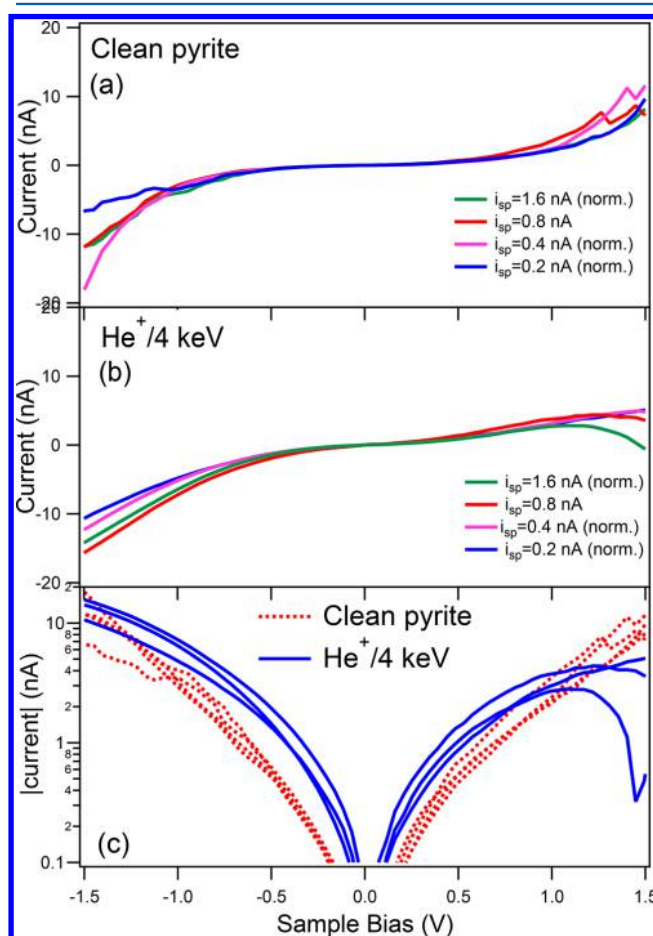 20
10
0
-10
-20
Current (nA)
Clean pyrite
(a)
i_sp=1.6 nA (norm.)
i_sp=0.8 nA
i_sp=0.4 nA (norm.)
i_sp=0.2 nA (norm.)
20
10
0
-10
-20
Current (nA)
He⁺/4 keV
(b)
i_sp=1.6 nA (norm.)
i_sp=0.8 nA
i_sp=0.4 nA (norm.)
i_sp=0.2 nA (norm.)
2
10
8
6
4
2
1
8
6
4
2
0.1
|current| (nA)
Clean pyrite
He⁺/4 keV
(c)
-1.5 -1.0 -0.5 0.0 0.5 1.0 1.5
Sample Bias (V)